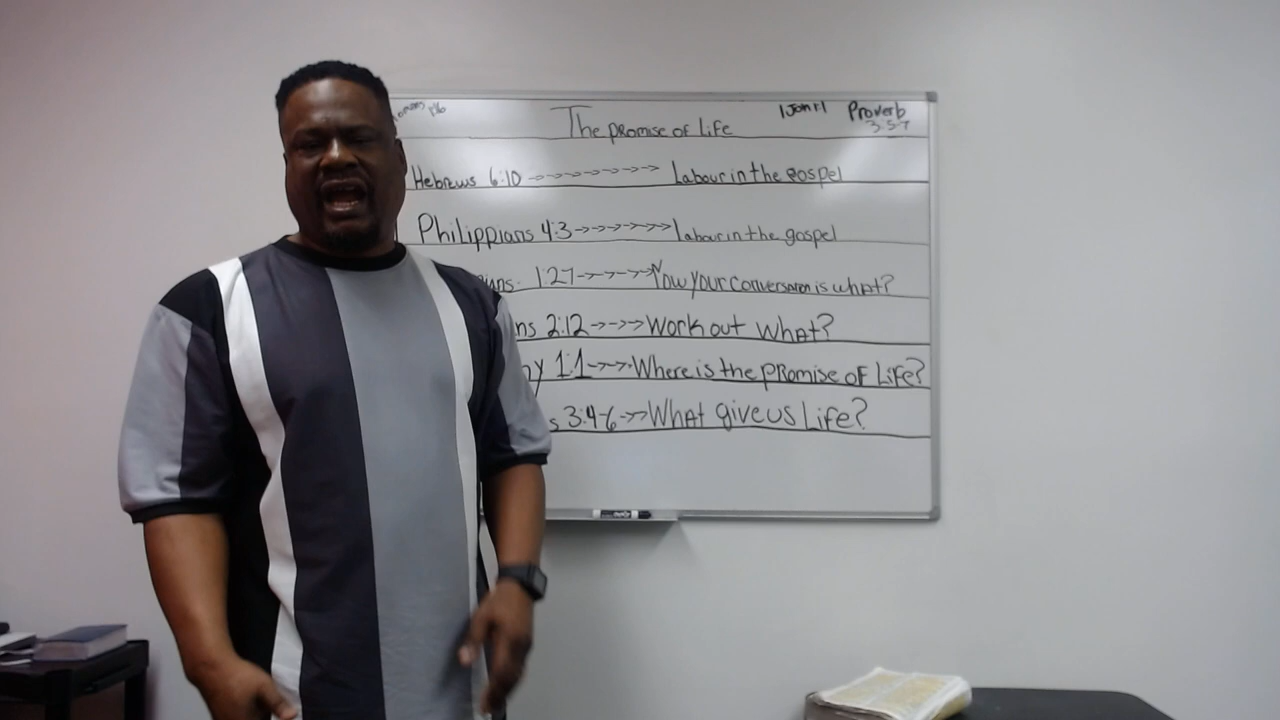 The promise of life 1John 1 Proverb
3:5-7
Hebrews 6:10 Labour in the gospel
Philippians 4:3 labour in the gospel
1:27 Now your conversation is what?
2:12 Work out what?
1:1 Where is the promise of Life?
3:4-6 What give us Life?